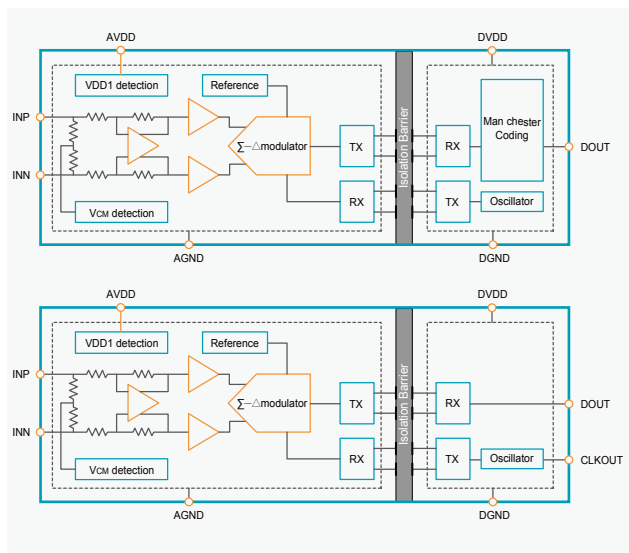 AVDD
DVDD
VDD1 detection
Reference
INP
INN
∑-△modulator
TX
RX
Isolation Barrier
RX
TX
Man chester
Coding
Oscillator
DOUT
VCM detection
AGND
DGND
AVDD
DVDD
VDD1 detection
Reference
INP
INN
∑-△modulator
TX
RX
Isolation Barrier
RX
TX
Oscillator
DOUT
CLKOUT
VCM detection
AGND
DGND